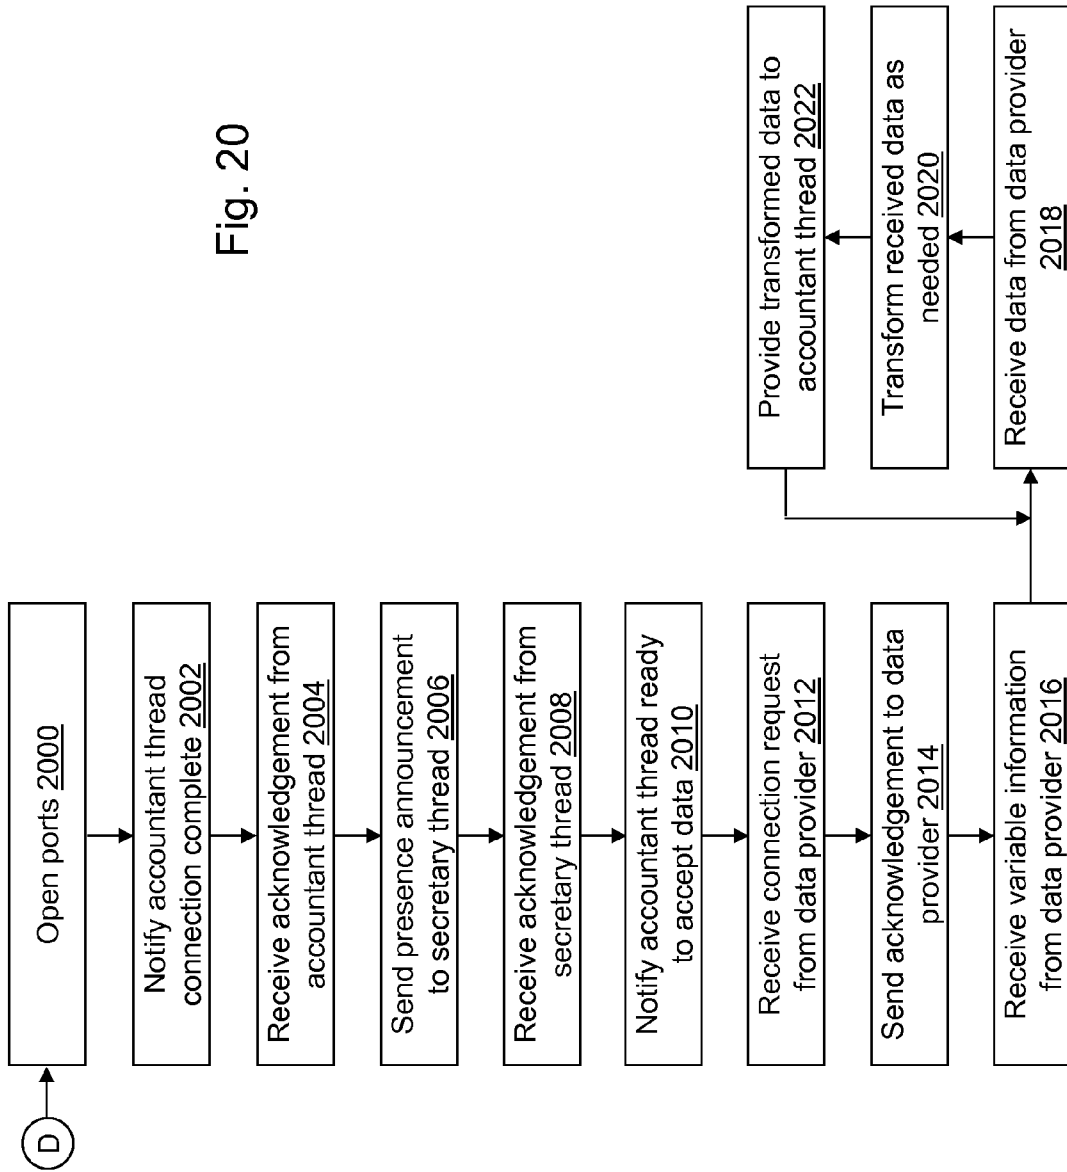 Fig. 20
D
Open ports 2000
Notify accountant thread
connection complete 2002
Receive acknowledgement from
accountant thread 2004
Send presence announcement
to secretary thread 2006
Receive acknowledgement from
secretary thread 2008
Notify accountant thread ready
to accept data 2010
Receive connection request
from data provider 2012
Send acknowledgement to data
provider 2014
Receive variable information
from data provider 2016
Receive data from data provider
2018
Transform received data as
needed 2020
Provide transformed data to
accountant thread 2022